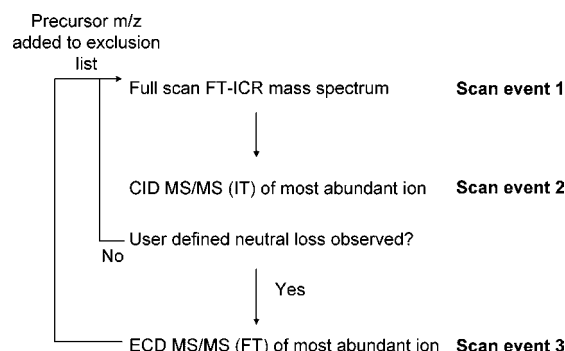 Precursor m/z
added to exclusion
list
Full scan FT-ICR mass spectrum Scan event 1
CID MS/MS (IT) of most abundant ion Scan event 2
User defined neutral loss observed?
No
Yes
ECD MS/MS (FT) of most abundant ion Scan event 3